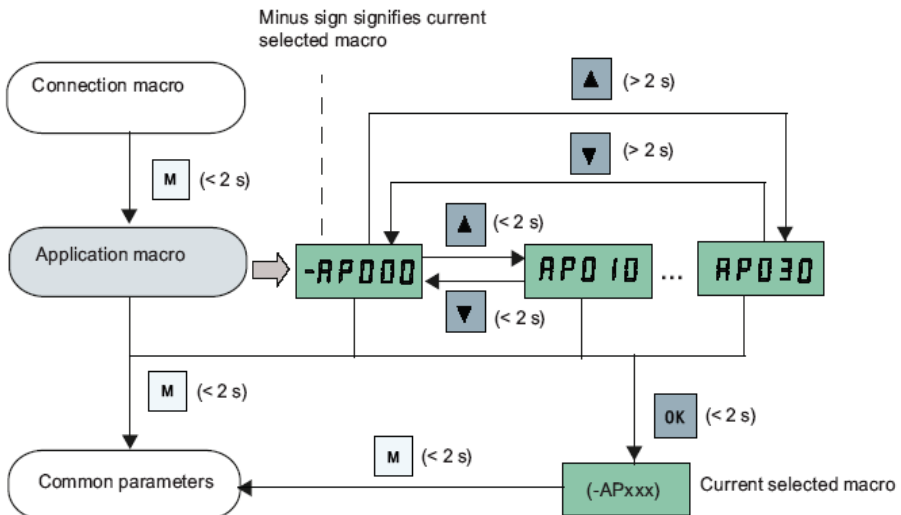 Minus sign signifies current
selected macro
Connection macro
▲ (> 2 s)
▼ (> 2 s)
M (< 2 s)
▲ (< 2 s)
Application macro
-AP000
AP010 ... AP030
▼ (< 2 s)
M (< 2 s)
OK (< 2 s)
M (< 2 s)
Common parameters
(-APxxx)
Current selected macro